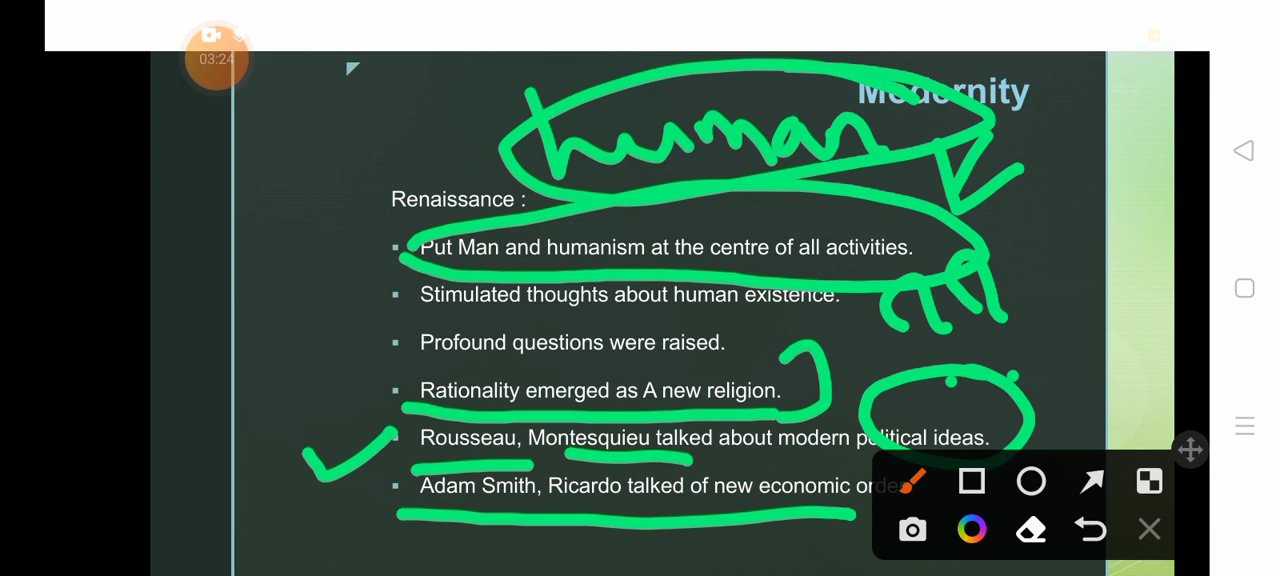 03:24
Modernity
human
Renaissance :
▪ Put Man and humanism at the centre of all activities.
▪ Stimulated thoughts about human existence.
▪ Profound questions were raised.
▪ Rationality emerged as A new religion.
▪ Rousseau, Montesquieu talked about modern political ideas.
▪ Adam Smith, Ricardo talked of new economic order